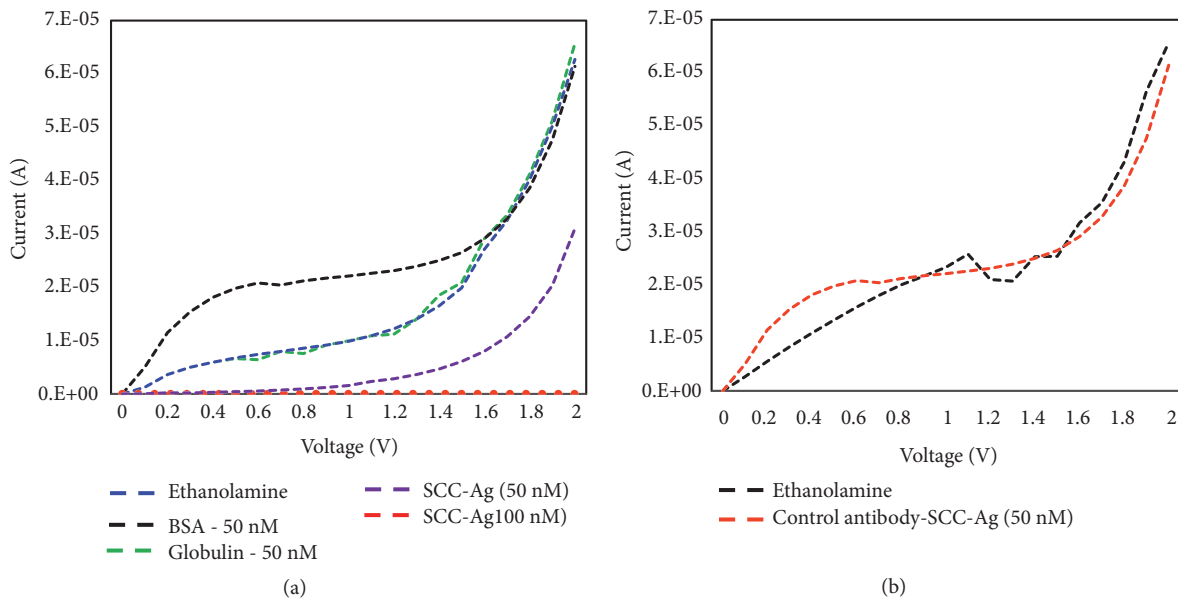 7.E-05
6.E-05
5.E-05
4.E-05
3.E-05
2.E-05
1.E-05
0.E+00
Current (A)
0 0.2 0.4 0.6 0.8 1 1.2 1.4 1.6 1.8 2
Voltage (V)
Ethanolamine
BSA - 50 nM
Globulin - 50 nM
SCC-Ag (50 nM)
SCC-Ag100 nM)
(a)
7.E-05
6.E-05
5.E-05
4.E-05
3.E-05
2.E-05
1.E-05
0.E+00
Current (A)
0 0.2 0.4 0.6 0.8 1 1.2 1.4 1.6 1.8 2
Voltage (V)
Ethanolamine
Control antibody-SCC-Ag (50 nM)
(b)